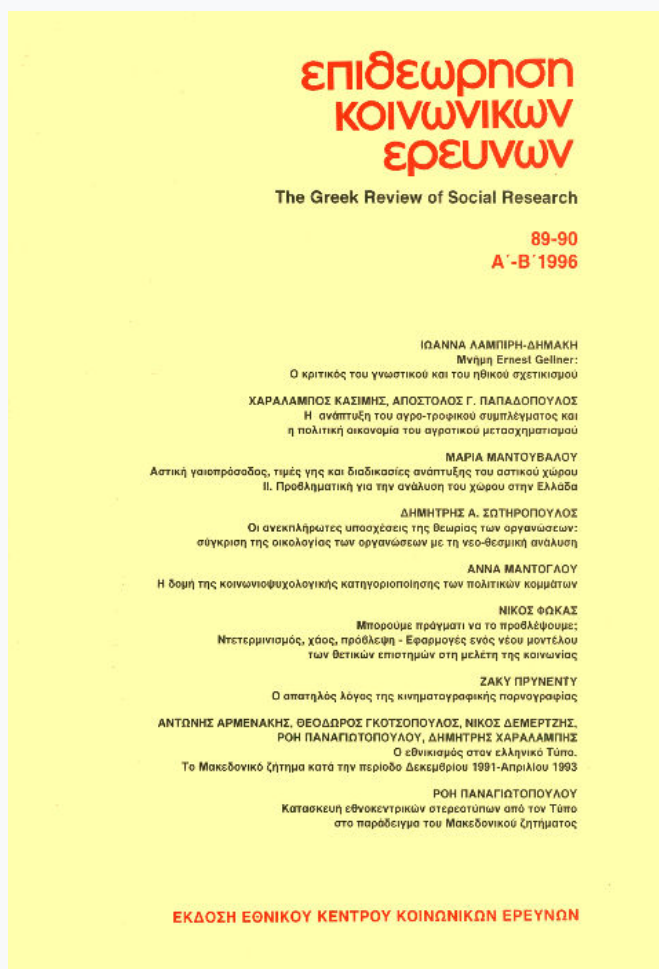 επιθεωρηση
κοινωνικων
ερευνων
The Greek Review of Social Research
89-90
Α΄-Β΄1996
ΙΩΑΝΝΑ ΛΑΜΠΙΡΗ-ΔΗΜΑΚΗ
Μνήμη Ernest Gellner:
Ο κριτικός του γνωστικού και του ηθικού σχετικισμού
ΧΑΡΑΛΑΜΠΟΣ ΚΑΣΙΜΗΣ, ΑΠΟΣΤΟΛΟΣ Γ. ΠΑΠΑΔΟΠΟΥΛΟΣ
Η ανάπτυξη του αγρο-τροφικού συμπλέγματος και
η πολιτική οικονομία του αγροτικού μετασχηματισμού
ΜΑΡΙΑ ΜΑΝΤΟΥΒΑΛΟΥ
Αστική γαιοπρόσοδος, τιμές γης και διαδικασίες ανάπτυξης του αστικού χώρου
ΙΙ. Προβληματική για την ανάλυση του χώρου στην Ελλάδα
ΔΗΜΗΤΡΗΣ Α. ΣΩΤΗΡΟΠΟΥΛΟΣ
Οι ανεκπλήρωτες υποσχέσεις της θεωρίας των οργανώσεων:
σύγκριση της οικολογίας των οργανώσεων με τη νεο-θεσμική ανάλυση
ΑΝΝΑ ΜΑΝΤΟΓΛΟΥ
Η δομή της κοινωνιοψυχολογικής κατηγοριοποίησης των πολιτικών κομμάτων
ΝΙΚΟΣ ΦΩΚΑΣ
Μπορούμε πράγματι να το προβλέψουμε;
Ντετερμινισμός, χάος, πρόβλεψη - Εφαρμογές ενός νέου μοντέλου
των θετικών επιστημών στη μελέτη της κοινωνίας
ΖΑΚΥ ΠΡΥΝΕΝΤΥ
Ο απατηλός λόγος της κινηματογραφικής πορνογραφίας
ΑΝΤΩΝΗΣ ΑΡΜΕΝΑΚΗΣ, ΘΕΟΔΩΡΟΣ ΓΚΟΤΣΟΠΟΥΛΟΣ, ΝΙΚΟΣ ΔΕΜΕΡΤΖΗΣ,
ΡΟΗ ΠΑΝΑΓΙΩΤΟΠΟΥΛΟΥ, ΔΗΜΗΤΡΗΣ ΧΑΡΑΛΑΜΠΗΣ
Ο εθνικισμός στον ελληνικό Τύπο.
Το Μακεδονικό ζήτημα κατά την περίοδο Δεκεμβρίου 1991-Απριλίου 1993
ΡΟΗ ΠΑΝΑΓΙΩΤΟΠΟΥΛΟΥ
Κατασκευή εθνοκεντρικών στερεοτύπων από τον Τύπο
στο παράδειγμα του Μακεδονικού ζητήματος
ΕΚΔΟΣΗ ΕΘΝΙΚΟΥ ΚΕΝΤΡΟΥ ΚΟΙΝΩΝΙΚΩΝ ΕΡΕΥΝΩΝ